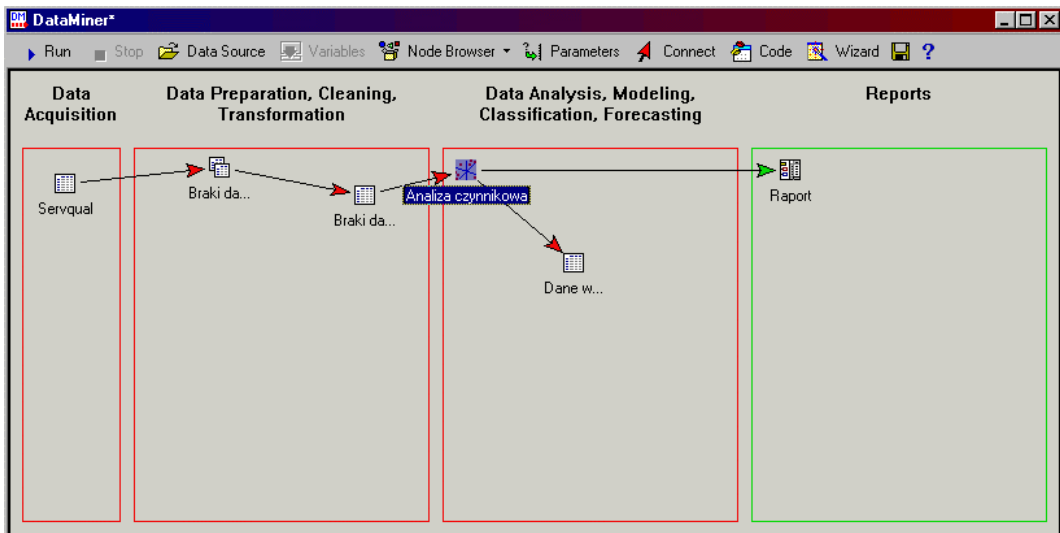 DM DataMiner*
Run Stop Data Source Variables Node Browser Parameters Connect Code Wizard ?
Data Acquisition
Data Preparation, Cleaning, Transformation
Data Analysis, Modeling, Classification, Forecasting
Reports
Servqual
Braki da...
Braki da...
Analiza czynnikowa
Dane w...
Raport